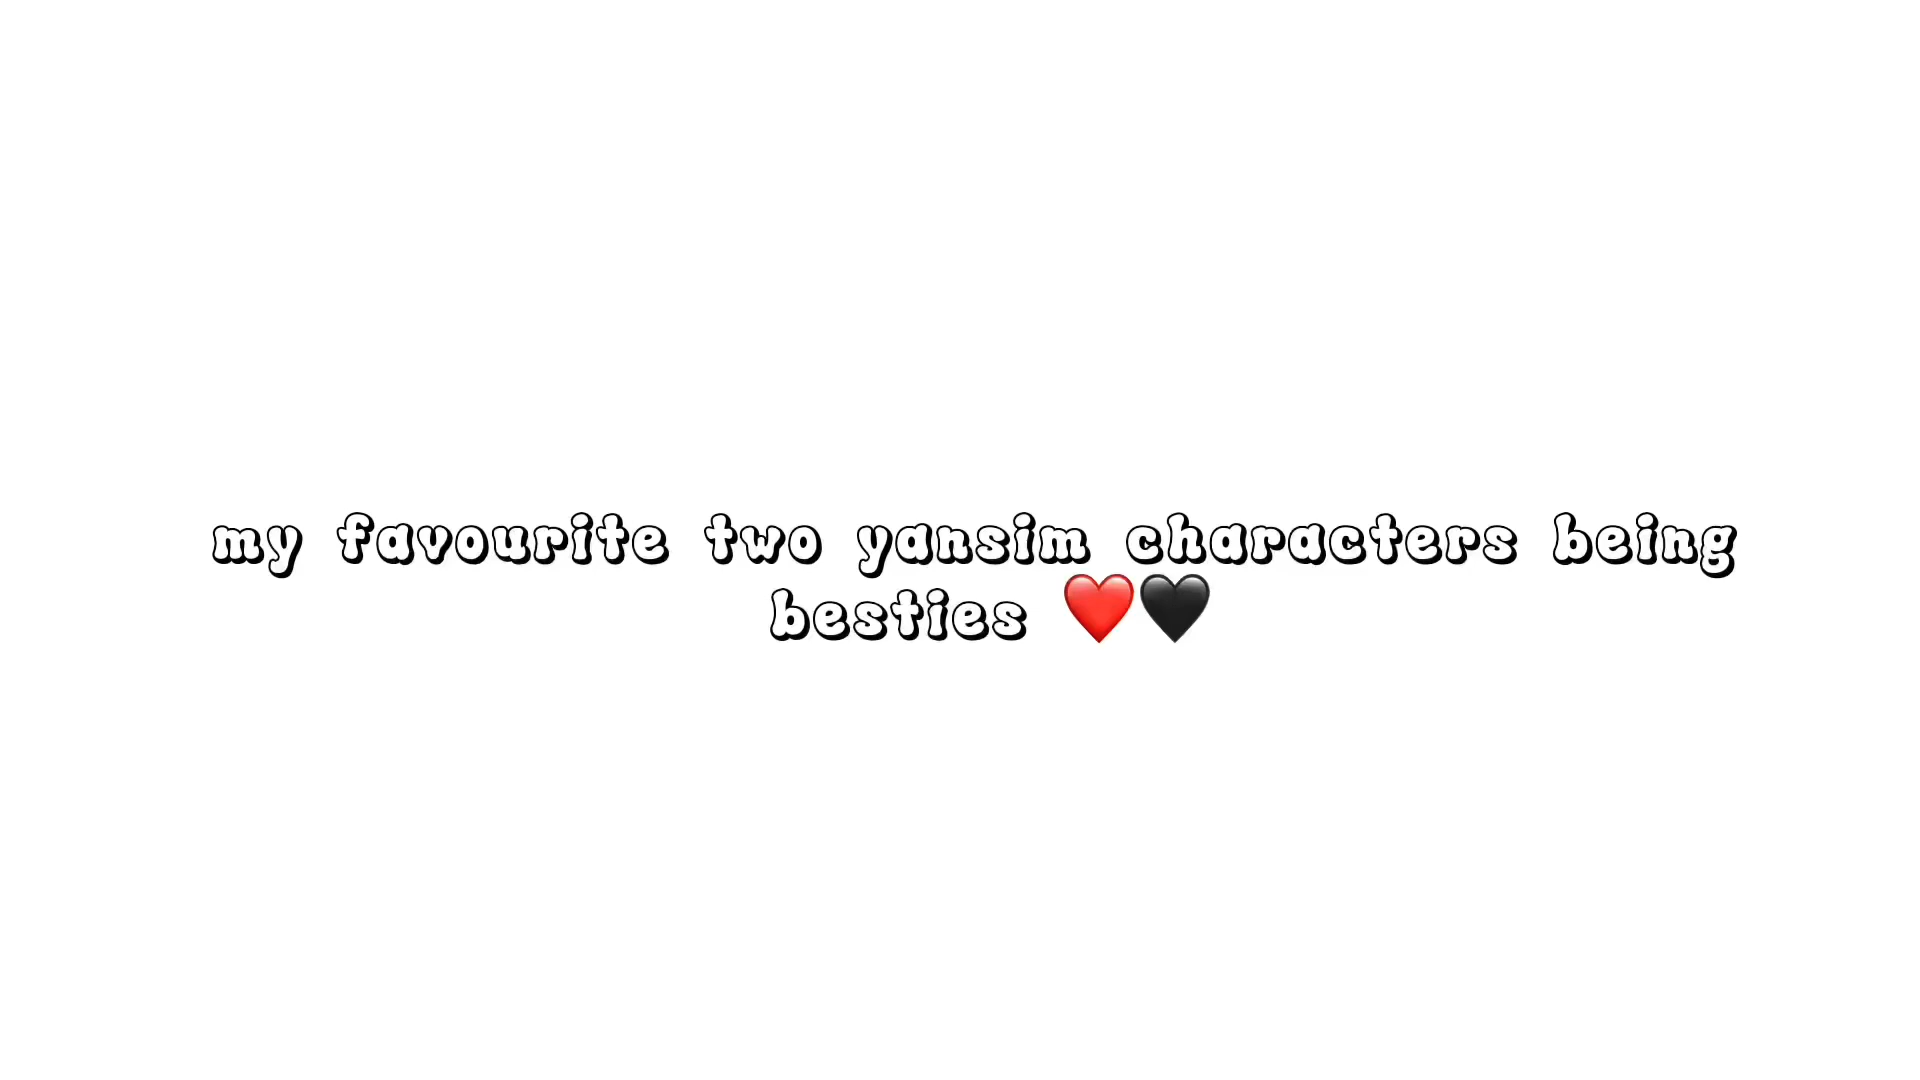 my favourite two yansim characters being
besties ❤️🖤